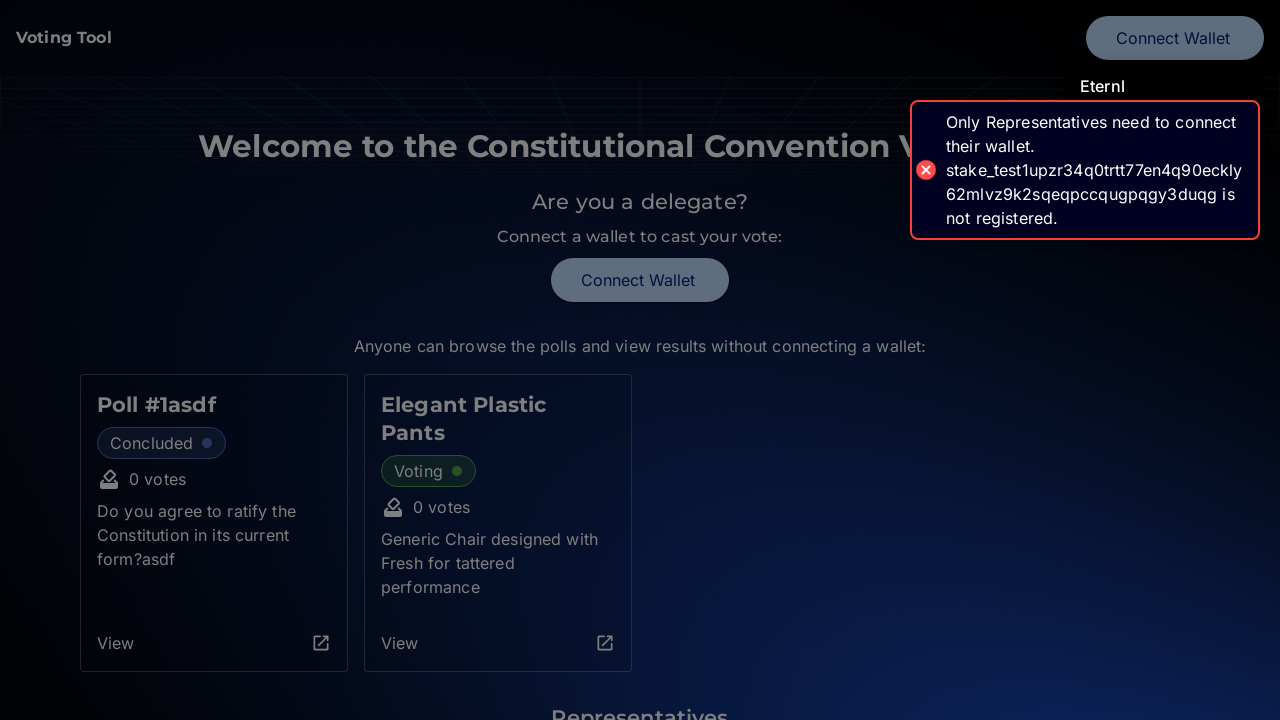 Voting Tool
Connect Wallet
Eternl
Only Representatives need to connect
their wallet.
stake_test1upzr34q0trtt77en4q90eckly
62mlvz9k2sqeqpccqugpqgy3duqg is
not registered.
Welcome to the Constitutional Convention
Are you a delegate?
Connect a wallet to cast your vote:
Connect Wallet
Anyone can browse the polls and view results without connecting a wallet:
Poll #1asdf
Concluded
0 votes
Do you agree to ratify the
Constitution in its current
form?asdf
View
Elegant Plastic
Pants
Voting
0 votes
Generic Chair designed with
Fresh for tattered
performance
View
Representatives